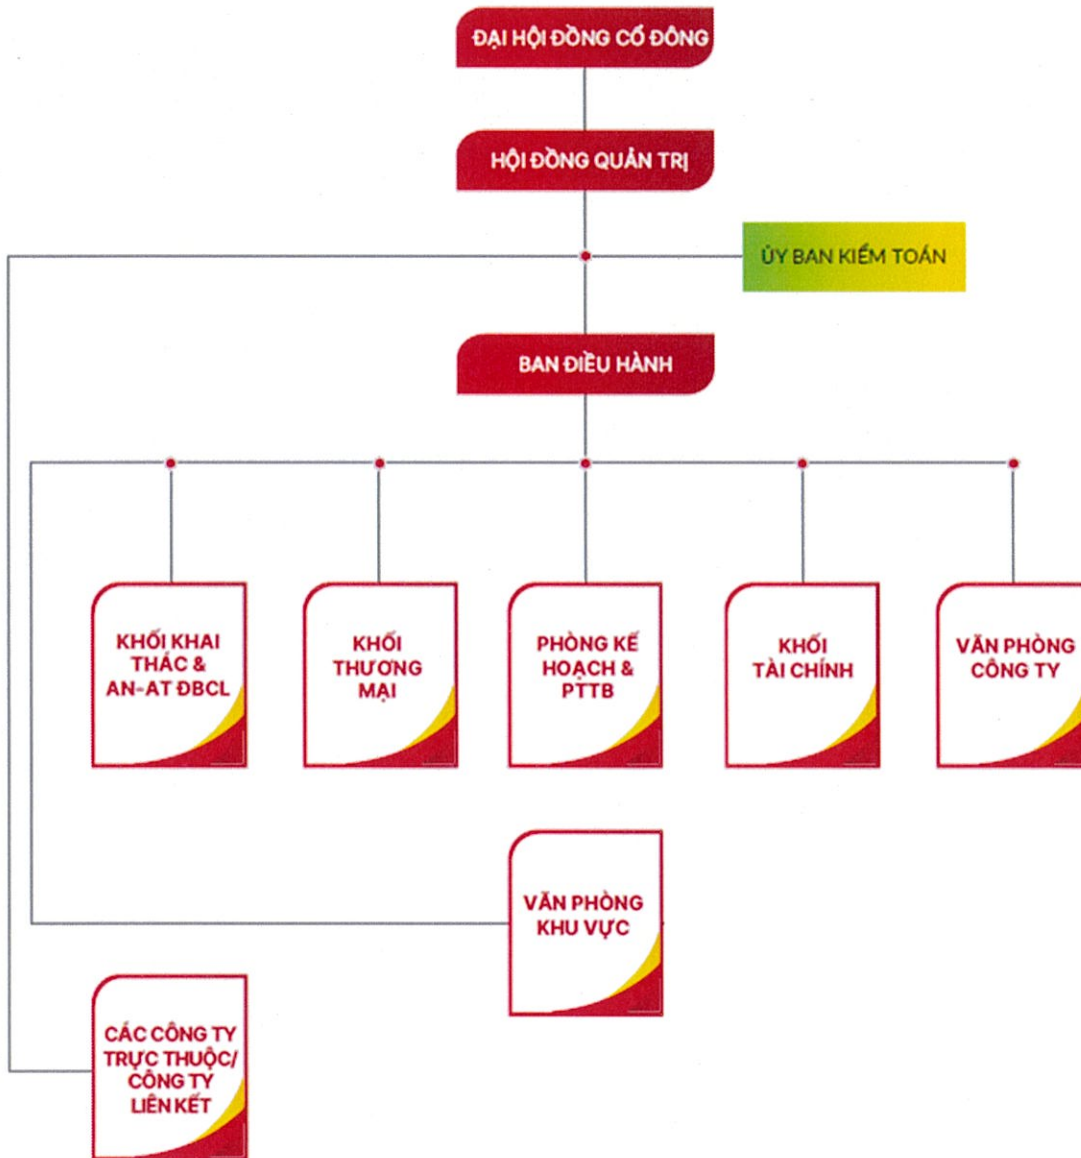 ĐẠI HỘI ĐỒNG CỔ ĐÔNG
HỘI ĐỒNG QUẢN TRỊ
ỦY BAN KIỂM TOÁN
BAN ĐIỀU HÀNH
KHỐI KHAI
THÁC &
AN-AT ĐBCL
KHỐI
THƯƠNG
MẠI
PHÒNG KẾ
HOẠCH &
PTTB
KHỐI
TÀI CHÍNH
VĂN PHÒNG
CÔNG TY
VĂN PHÒNG
KHU VỰC
CÁC CÔNG TY
TRỰC THUỘC/
CÔNG TY
LIÊN KẾT